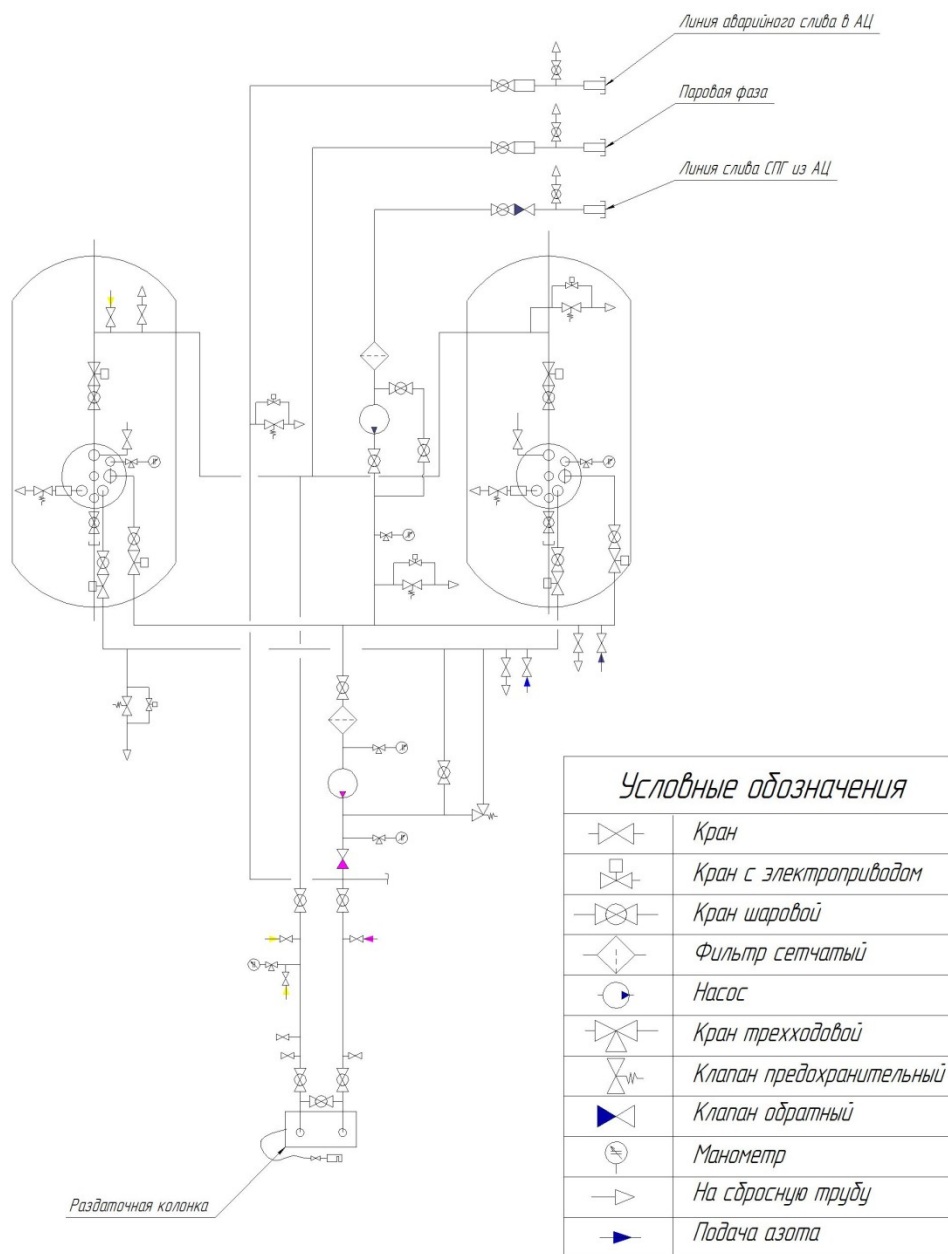 Линия аварийного слива в АЦ
Паровая фаза
Линия слива СПГ из АЦ
Раздаточная колонка
Условные обозначения
Кран
Кран с электроприводом
Кран шаровой
Фильтр сетчатый
Насос
Кран трехходовой
Клапан предохранительный
Клапан обратный
Манометр
На сбросную трубу
Подача азота